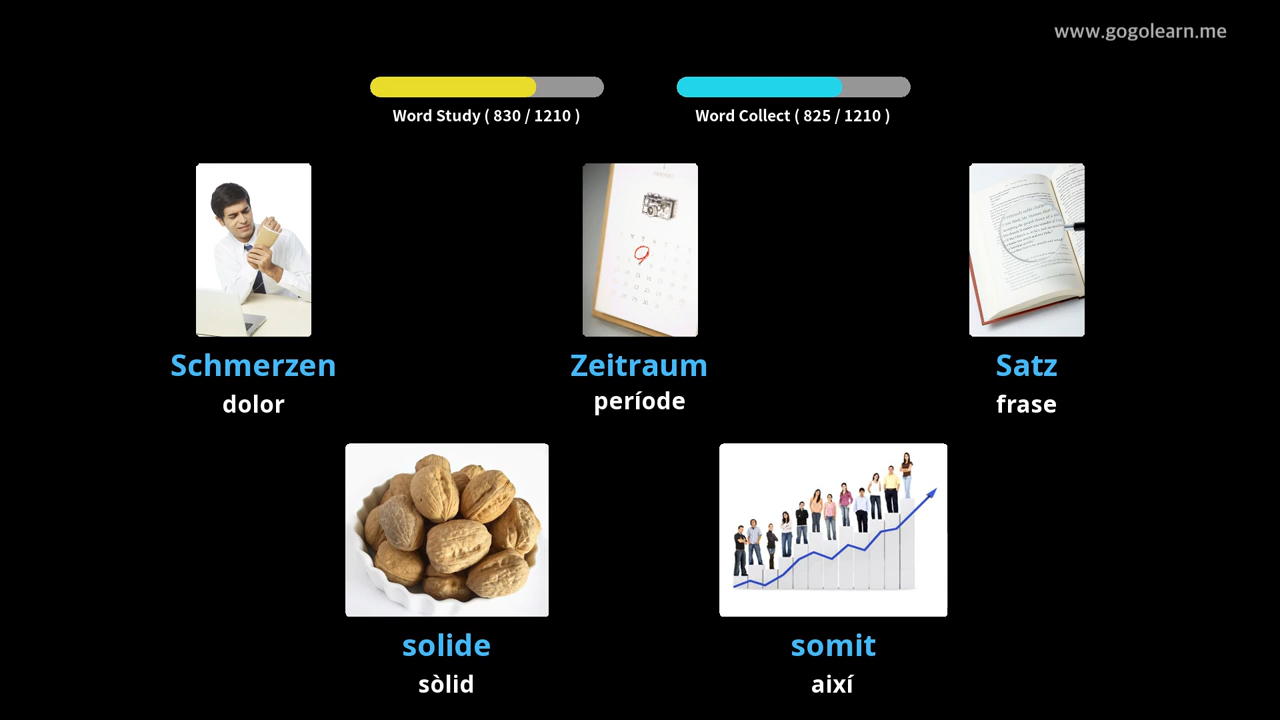 www.gogolearn.me
Word Study ( 830 / 1210 )
Word Collect ( 825 / 1210 )
Schmerzen
dolor
Zeitraum
període
Satz
frase
solide
sòlid
somit
així